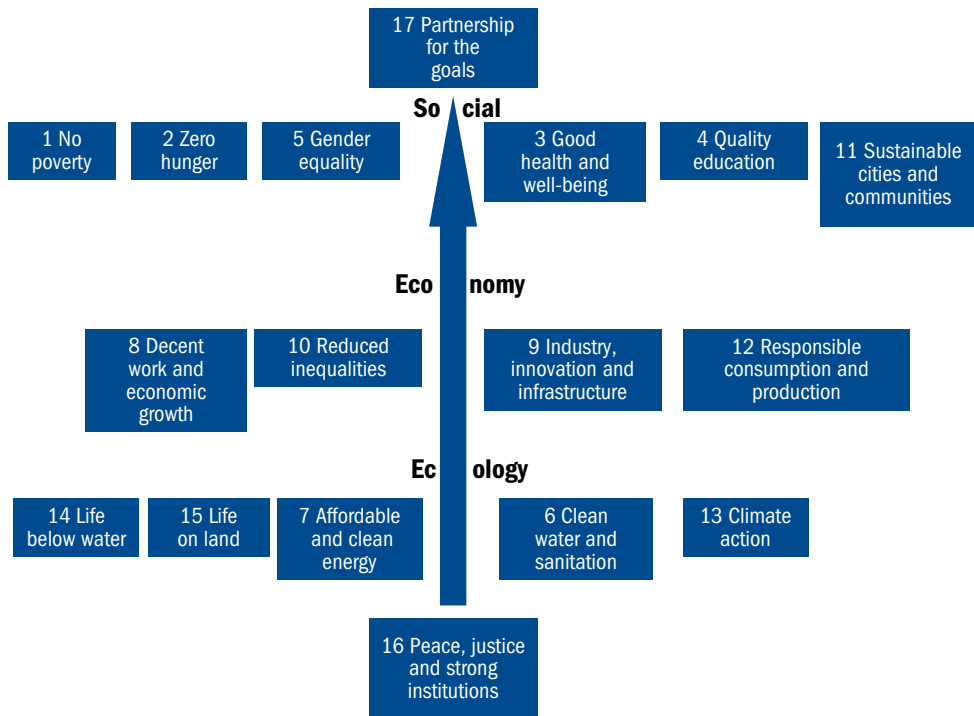 17 Partnership
for the
goals
So cial
1 No
poverty
2 Zero
hunger
5 Gender
equality
3 Good
health and
well-being
4 Quality
education
11 Sustainable
cities and
communities
Eco nomy
8 Decent
work and
economic
growth
10 Reduced
inequalities
9 Industry,
innovation and
infrastructure
12 Responsible
consumption and
production
Ec ology
14 Life
below water
15 Life
on land
7 Affordable
and clean
energy
6 Clean
water and
sanitation
13 Climate
action
16 Peace, justice
and strong
institutions